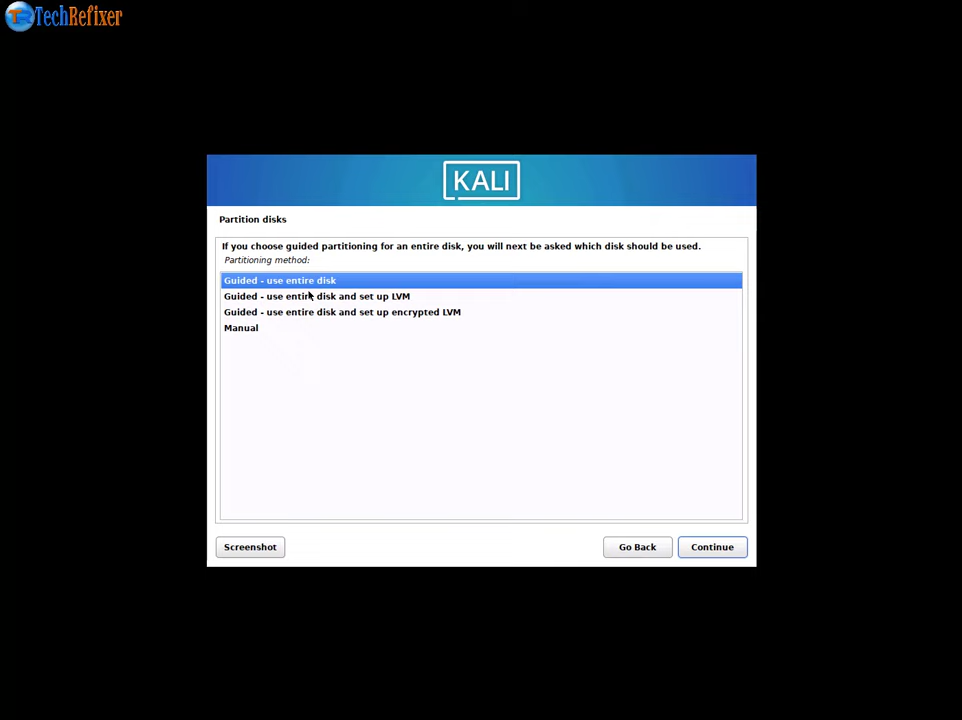 TechRefixer
KALI
Partition disks
If you choose guided partitioning for an entire disk, you will next be asked which disk should be used.
Partitioning method:
Guided - use entire disk
Guided - use entire disk and set up LVM
Guided - use entire disk and set up encrypted LVM
Manual
Screenshot
Go Back
Continue